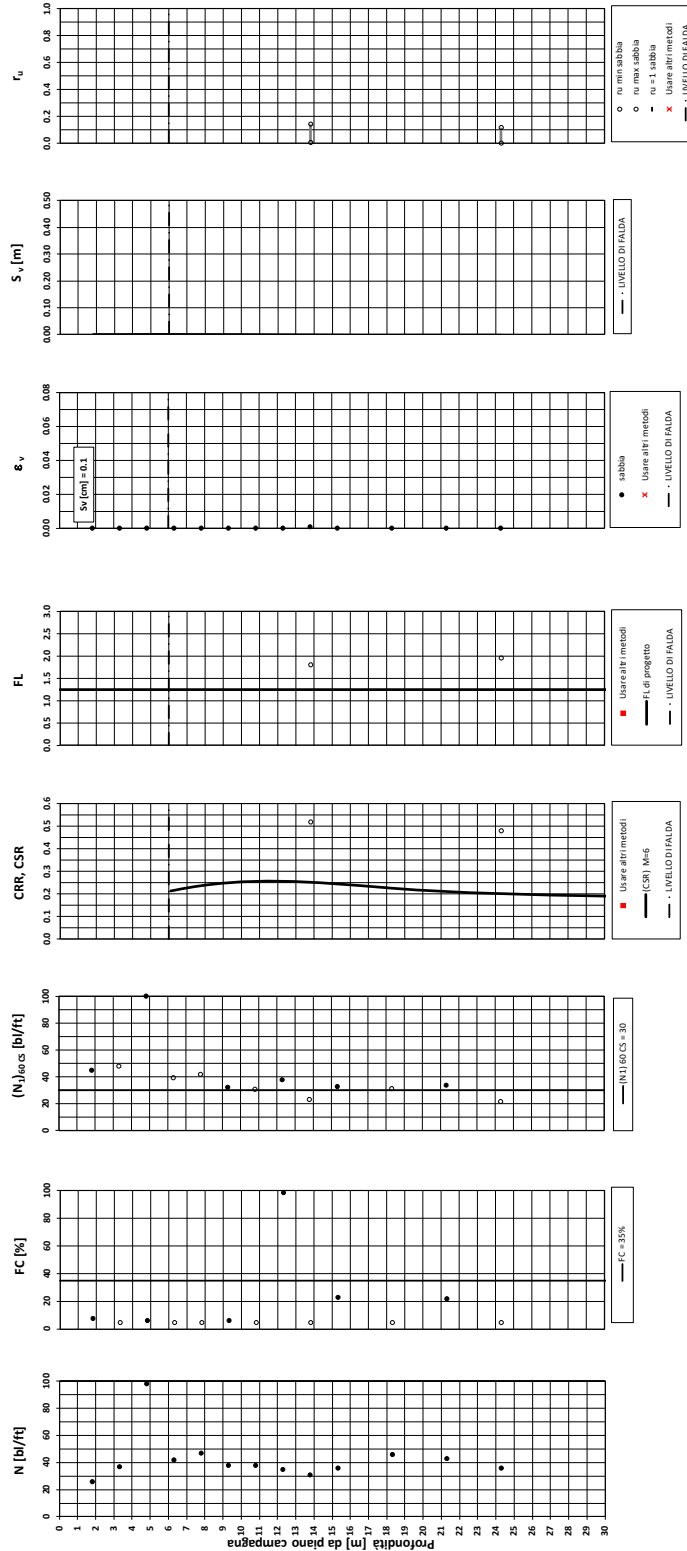 N [bl/ft]
0 20 40 60 80 100
Profondità [m] da piano campagna
0
1
2
3
4
5
6
7
8
9
10
11
12
13
14
15
16
17
18
19
20
21
22
23
24
25
26
27
28
29
30
FC [%]
0 20 40 60 80 100
FC = 35%
(N₁)₆₀ cs [bl/ft]
0 20 40 60 80 100
(N1) 60 CS = 30
CRR, CSR
0.0 0.1 0.2 0.3 0.4 0.5 0.6
Usare altri metodi
(CSR) M=6
LIVELLO DI FALDA
FL
0.0 0.5 1.0 1.5 2.0 2.5 3.0
Usare altri metodi
FL di progetto
LIVELLO DI FALDA
ε v
0.00 0.02 0.04 0.06 0.08
Sv [cm] = 0.1
sabbia
Usare altri metodi
LIVELLO DI FALDA
S v [m]
0.00 0.10 0.20 0.30 0.40 0.50
LIVELLO DI FALDA
r u
0.0 0.2 0.4 0.6 0.8 1.0
ru min sabbia
ru max sabbia
ru = 1 sabbia
Usare altri metodi
LIVELLO DI FALDA